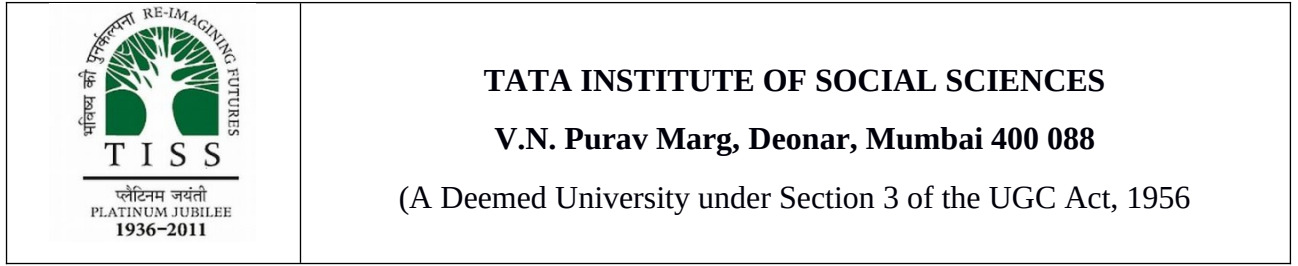 भविष्य की पुनर्कल्पना RE-IMAGINING FUTURES
T I S S
प्लैटिनम जयंती
PLATINUM JUBILEE
1936-2011
TATA INSTITUTE OF SOCIAL SCIENCES
V.N. Purav Marg, Deonar, Mumbai 400 088
(A Deemed University under Section 3 of the UGC Act, 1956